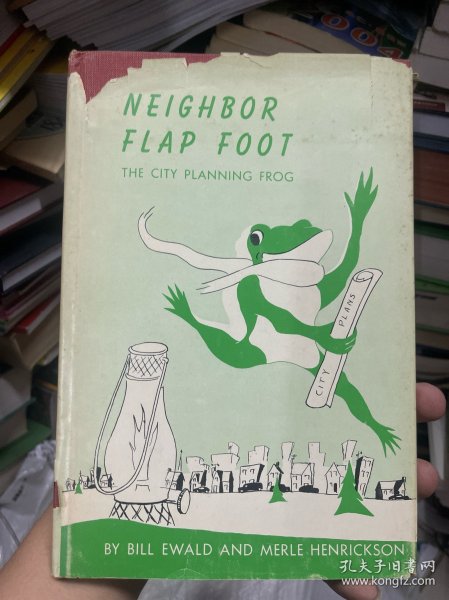 NEIGHBOR
FLAP FOOT
THE CITY PLANNING FROG
CITY PLANS
BY BILL EWALD AND MERLE HENRICKSON
孔夫子旧书网
www.kongfz.com